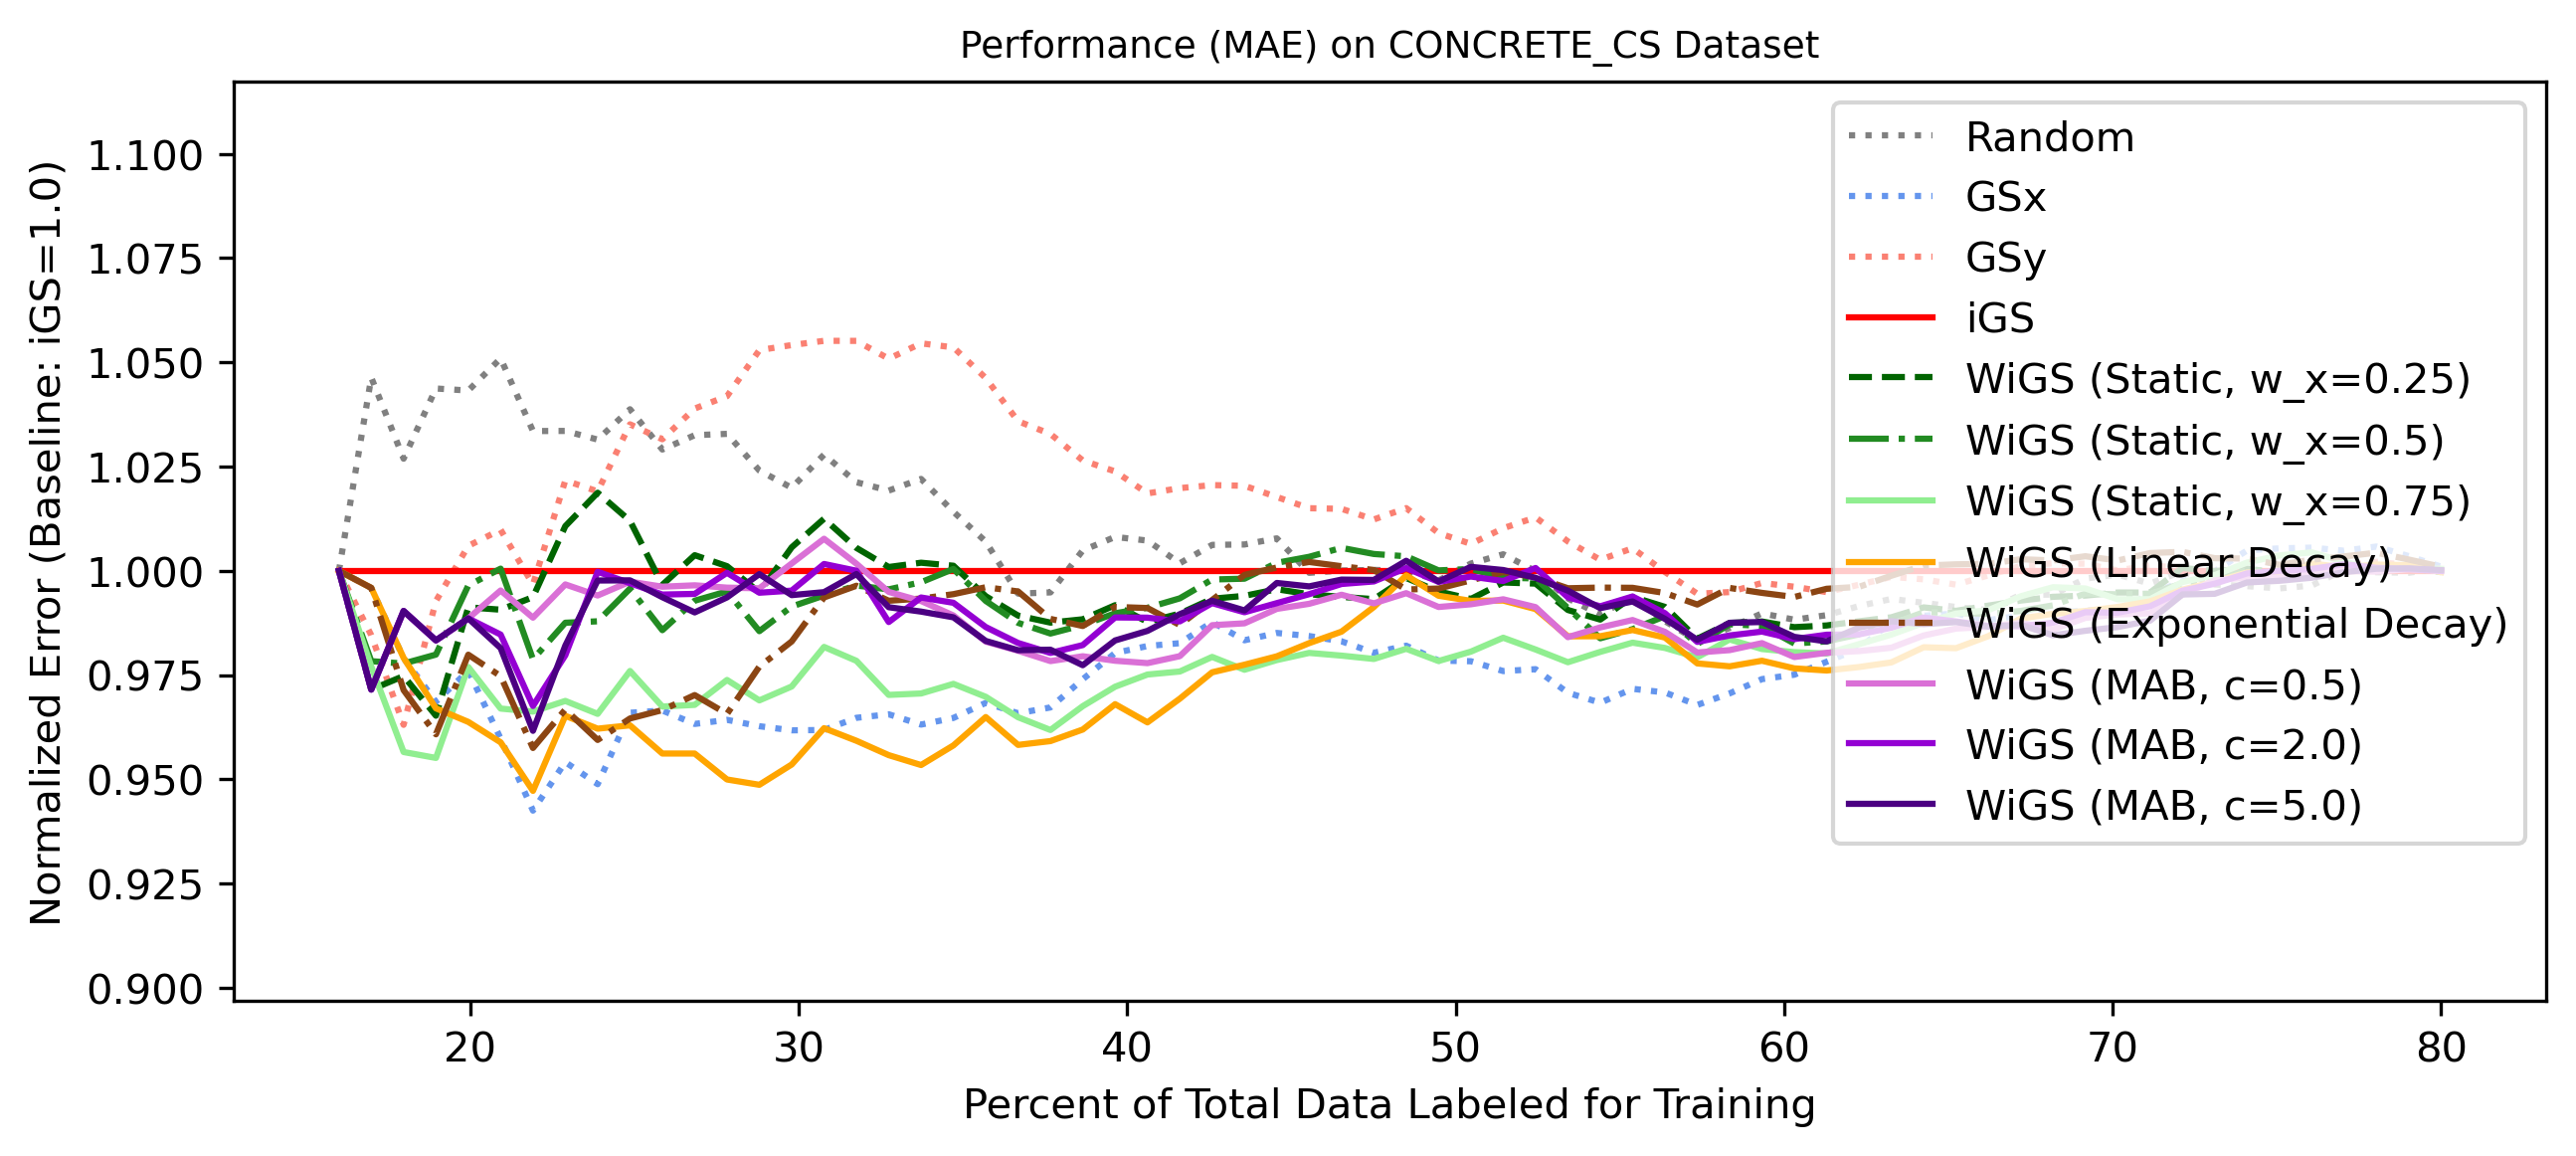 Performance (MAE) on CONCRETE_CS Dataset
Normalized Error (Baseline: iGS=1.0)
1.100
1.075
1.050
1.025
1.000
0.975
0.950
0.925
0.900
Random
GSx
GSy
iGS
WiGS (Static, w_x=0.25)
WiGS (Static, w_x=0.5)
WiGS (Static, w_x=0.75)
WiGS (Linear Decay)
WiGS (Exponential Decay)
WiGS (MAB, c=0.5)
WiGS (MAB, c=2.0)
WiGS (MAB, c=5.0)
20 30 40 50 60 70 80
Percent of Total Data Labeled for Training